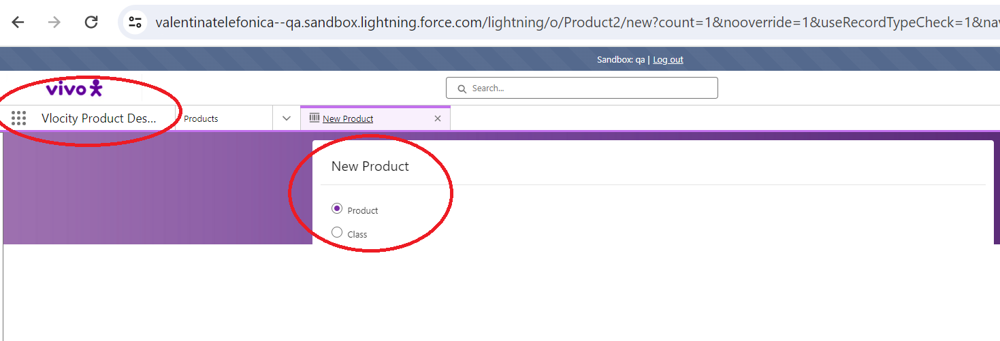 valentinatelefonica--qa.sandbox.lightning.force.com/lightning/o/Product2/new?count=1&nooverride=1&useRecordTypeCheck=1&nav
Sandbox: qa | Log out
vivo
Search...
Vlocity Product Des... Products New Product
New Product
Product
Class